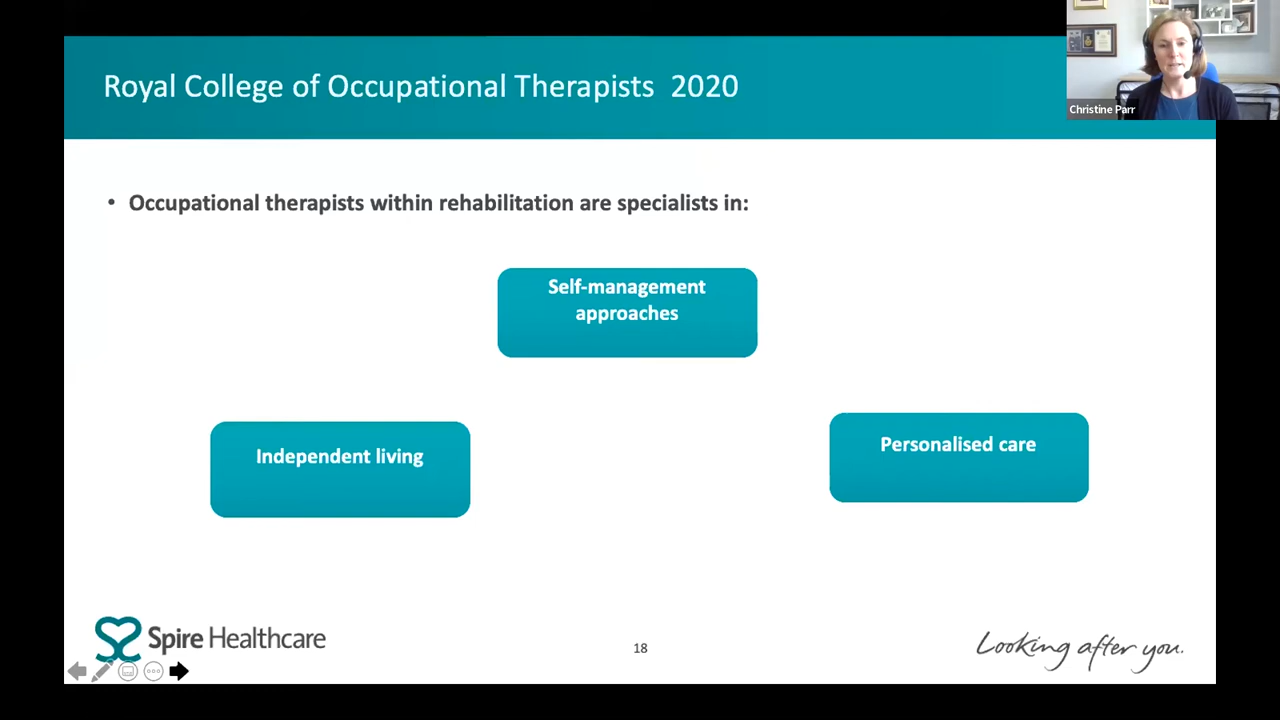 Royal College of Occupational Therapists 2020
Christine Parr
• Occupational therapists within rehabilitation are specialists in:
Self-management
approaches
Independent living
Personalised care
Spire Healthcare
18
Looking after you.